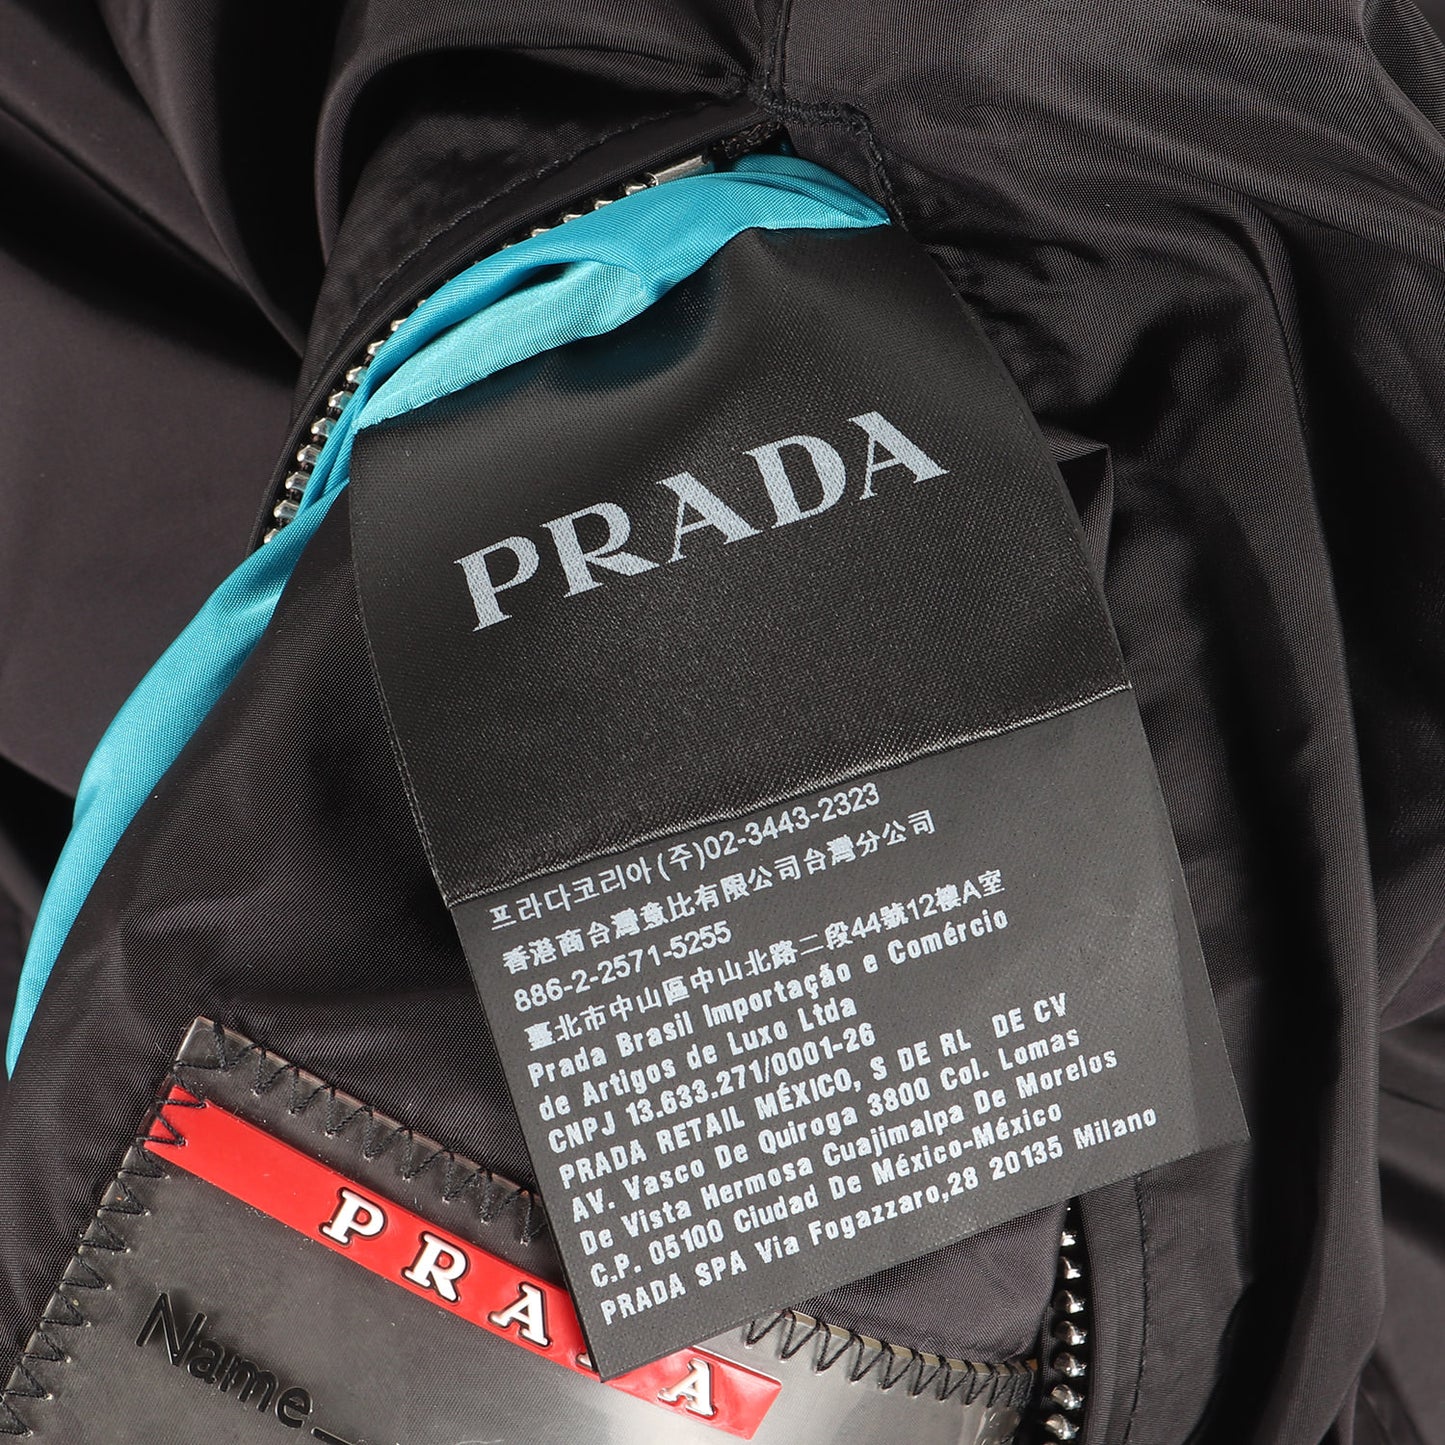 PRADA
프라다코리아(주)02-3443-2323
香港商台灣意比有限公司台灣分公司
886-2-2571-5255
臺北市中山區中山北路二段44號12樓A室
Prada Brasil Importação e Comércio
de Artigos de Luxo Ltda
CNPJ 13.633.271/0001-26
PRADA RETAIL MÉXICO, S DE RL DE CV
AV. Vasco De Quiroga 3800 Col. Lomas
De Vista Hermosa Cuajimalpa De Morelos
C.P. 05100 Ciudad De México-México
PRADA SPA Via Fogazzaro,28 20135 Milano
PRADA
Name